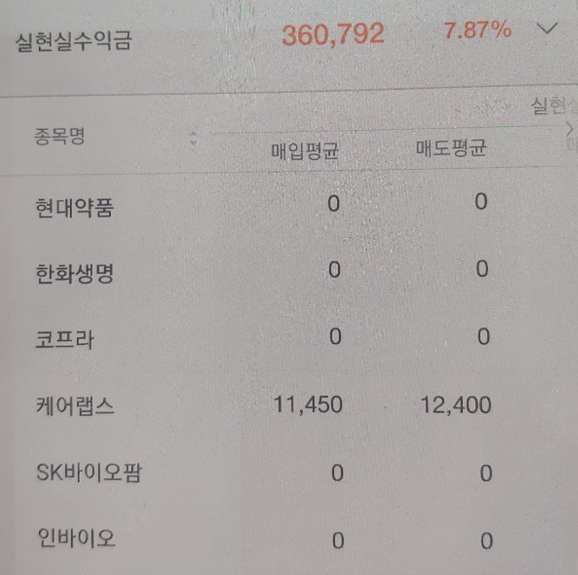 실현실수익금 360,792 7.87%
실현
종목명 매입평균 매도평균
현대약품 0 0
한화생명 0 0
코프라 0 0
케어랩스 11,450 12,400
SK바이오팜 0 0
인바이오 0 0